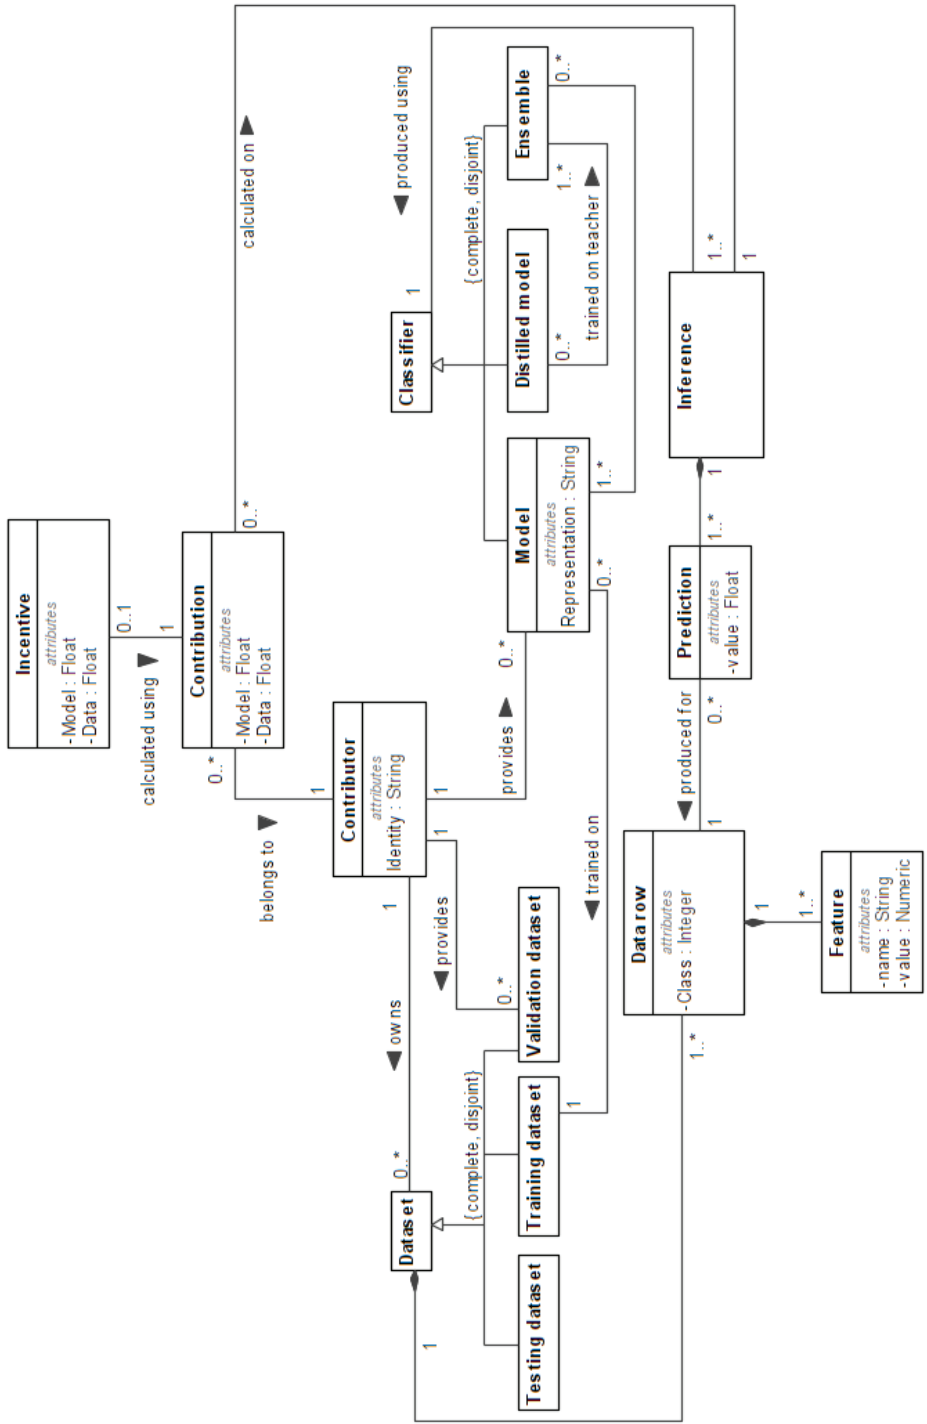 Incentive
attributes
-Model : Float
-Data : Float
calculated using
0..1
1
Contribution
attributes
-Model : Float
-Data : Float
0..*
0..*
calculated on
belongs to
1
Contributor
attributes
Identity : String
1
1
1
owns
provides
provides
0..*
Dataset
1
{complete, disjoint}
Testing dataset
Training dataset
Validation dataset
0..*
1
trained on
0..*
Model
attributes
Representation : String
0..*
1..*
Classifier
1
produced using
{complete, disjoint}
Distilled model
0..*
Ensemble
1..*
0..*
trained on teacher
1..*
Data row
attributes
-Class : Integer
1
produced for
0..*
Prediction
attributes
-value : Float
1..*
1
Inference
1..*
1
1
1..*
Feature
attributes
-name : String
-value : Numeric